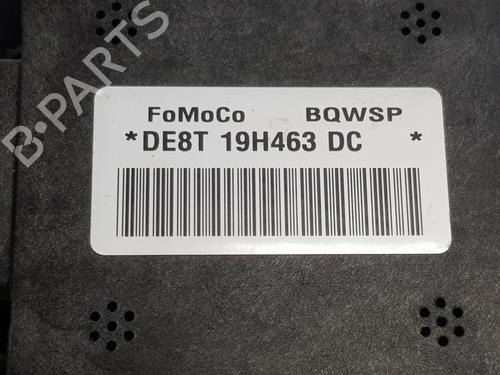 B-PARTS
FoMoCo BQWSP
*DE8T 19H463 DC *